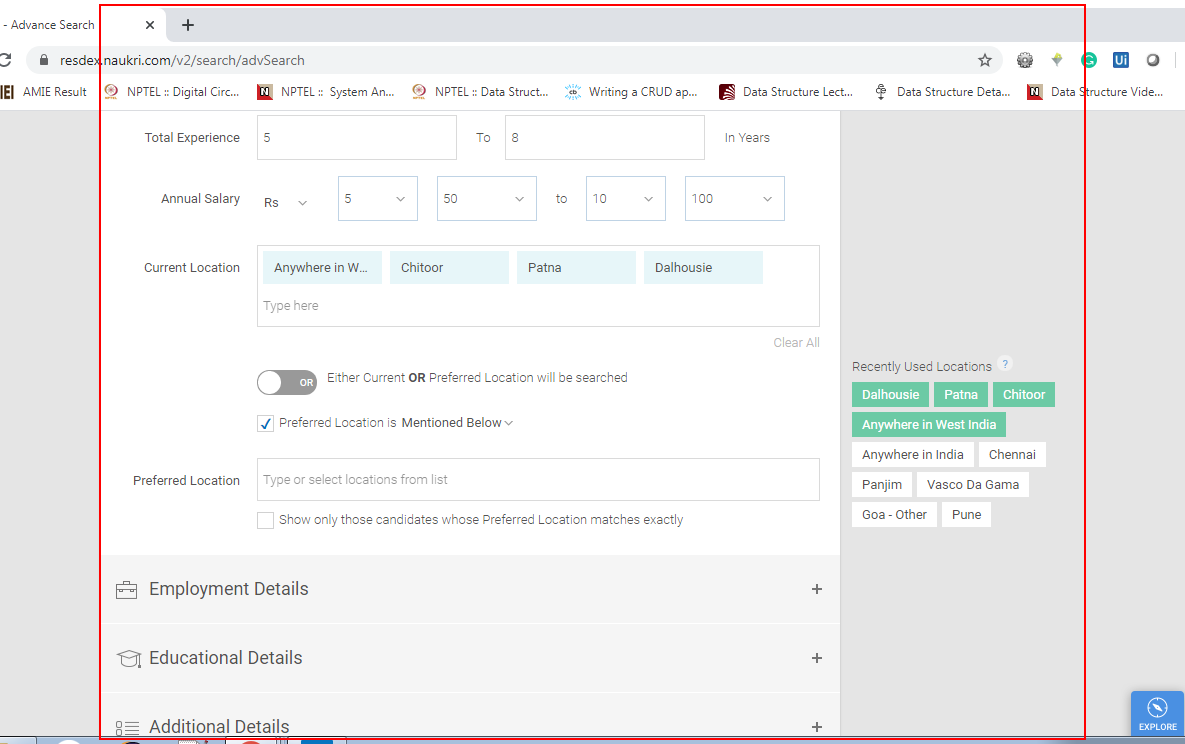 - Advance Search
resdex.naukri.com/v2/search/advSearch
AMIE Result NPTEL :: Digital Circ... NPTEL :: System An... NPTEL :: Data Struct... Writing a CRUD ap... Data Structure Lect... Data Structure Deta... Data Structure Vide...
Total Experience 5 To 8 In Years
Annual Salary Rs 5 50 to 10 100
Current Location Anywhere in W... Chitoor Patna Dalhousie
Type here
Clear All
OR Either Current OR Preferred Location will be searched
Preferred Location is Mentioned Below
Preferred Location Type or select locations from list
Show only those candidates whose Preferred Location matches exactly
Recently Used Locations ?
Dalhousie Patna Chitoor
Anywhere in West India
Anywhere in India Chennai
Panjim Vasco Da Gama
Goa - Other Pune
Employment Details +
Educational Details +
Additional Details +
EXPLORE